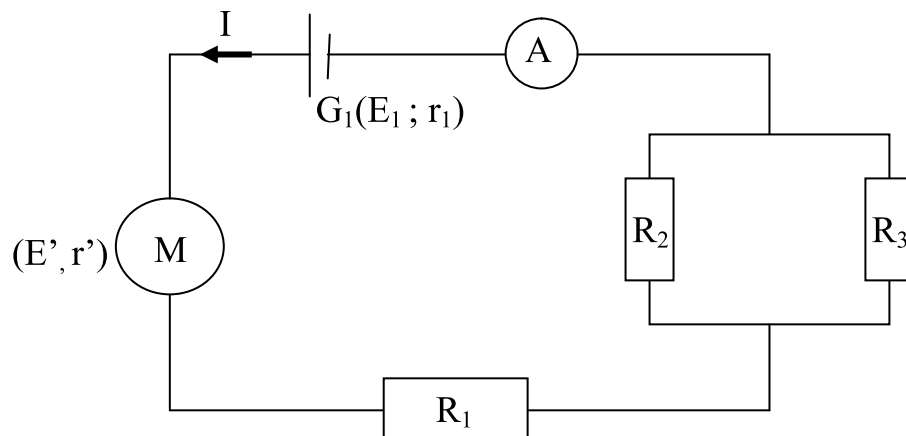 I
A
G₁(E₁ ; r₁)
(E’, r’)
M
R₂
R₃
R₁